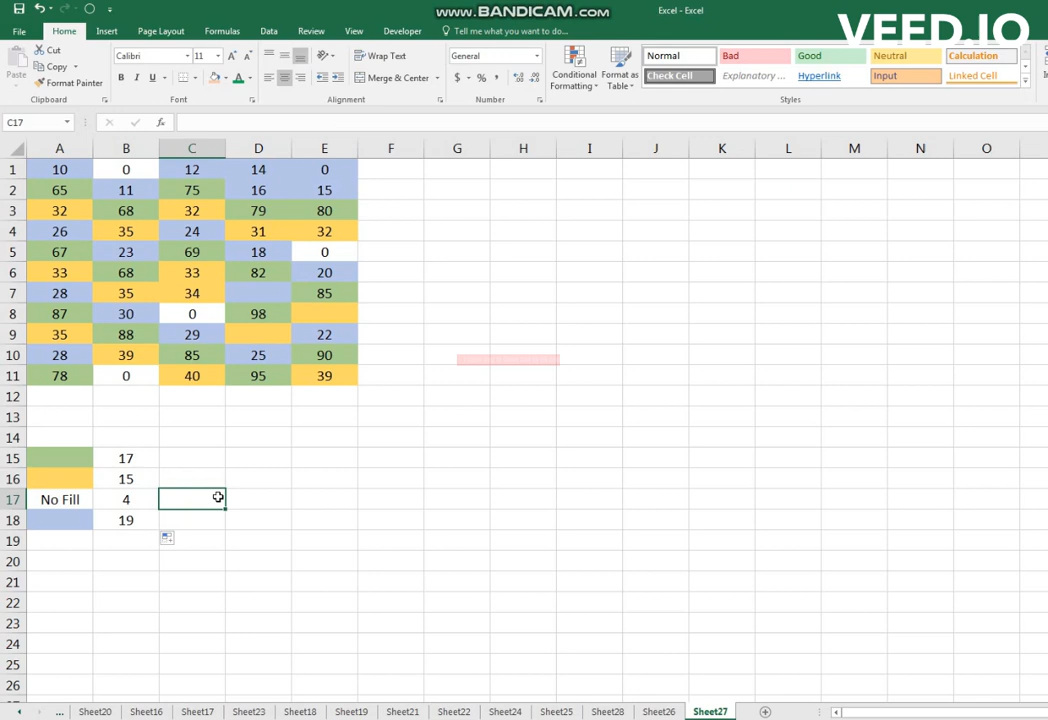 WWW.BANDICAM.COM
Excel - Excel
VEED.IO
File Home Insert Page Layout Formulas Data Review View Developer Tell me what you want to do...
Paste
Cut
Copy
Format Painter
Clipboard
Calibri 11
B I U A
Font
Wrap Text
Merge & Center
Alignment
General
$ % ,
Number
Conditional Formatting
Format as Table
Normal Bad Good Neutral Calculation
Check Cell Explanatory ... Hyperlink Input Linked Cell
Styles
C17 fx
A B C D E F G H I J K L M N O
1 10 0 12 14 0
2 65 11 75 16 15
3 32 68 32 79 80
4 26 35 24 31 32
5 67 23 69 18 0
6 33 68 33 82 20
7 28 35 34 85
8 87 30 0 98
9 35 88 29 22
10 28 39 85 25 90
11 78 0 40 95 39
12
13
14
15 17
16 15
17 No Fill 4
18 19
19
20
21
22
23
24
25
26
... Sheet20 Sheet16 Sheet17 Sheet23 Sheet18 Sheet19 Sheet21 Sheet22 Sheet24 Sheet25 Sheet28 Sheet26 Sheet27